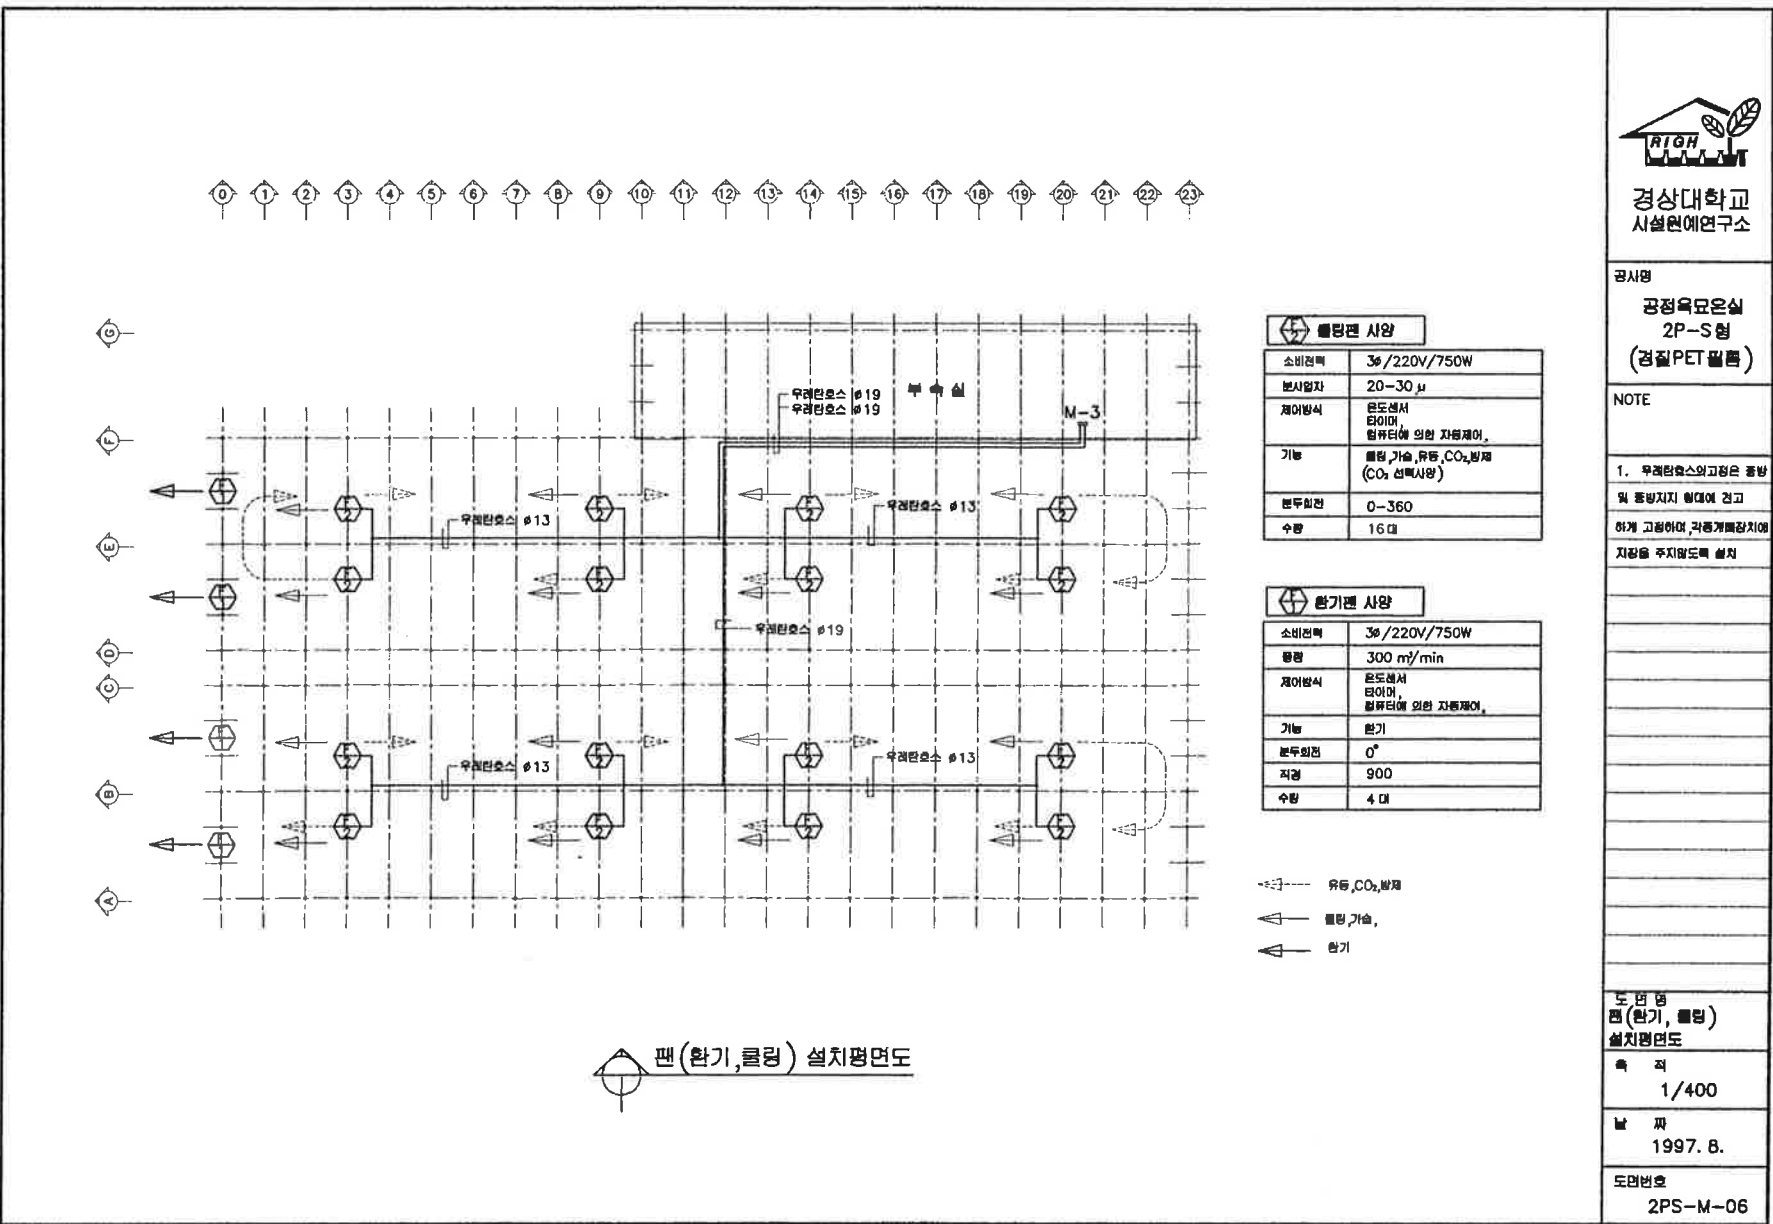 0 1 2 3 4 5 6 7 8 9 10 11 12 13 14 15 16 17 18 19 20 21 22 23
G
F
E
D
C
B
A
우레탄호스 ø19
우레탄호스 ø19
부 속 실
M-3
F 1
F 2
우레탄호스 ø13
우레탄호스 ø13
우레탄호스 ø19
우레탄호스 ø13
우레탄호스 ø13
F 2 쿨링팬 사양
소비전력 3ø/220V/750W
분사입자 20-30 μ
제어방식 온도센서
타이머,
컴퓨터에 의한 자동제어,
기능 쿨링,가습,유동,CO₂,방제
(CO₂ 선택사양)
분두회전 0-360
수량 16 대
F 1 환기팬 사양
소비전력 3ø/220V/750W
풍량 300 m³/min
제어방식 온도센서
타이머,
컴퓨터에 의한 자동제어,
기능 환기
분두회전 0°
직경 900
수량 4 대
유동,CO₂,방제
쿨링,가습,
환기
팬(환기,쿨링) 설치평면도
RIGH
경상대학교
시설원예연구소
공사명
공정육묘온실
2P-S형
(경질PET필름)
NOTE
1. 우레탄호스의고정은 중방
및 중방지지 형대에 견고
하게 고정하여,각종개폐장치에
지장을 주지않도록 설치
도 면 명
팬(환기, 쿨링)
설치평면도
축 적
1/400
날 짜
1997. 8.
도면번호
2PS-M-06